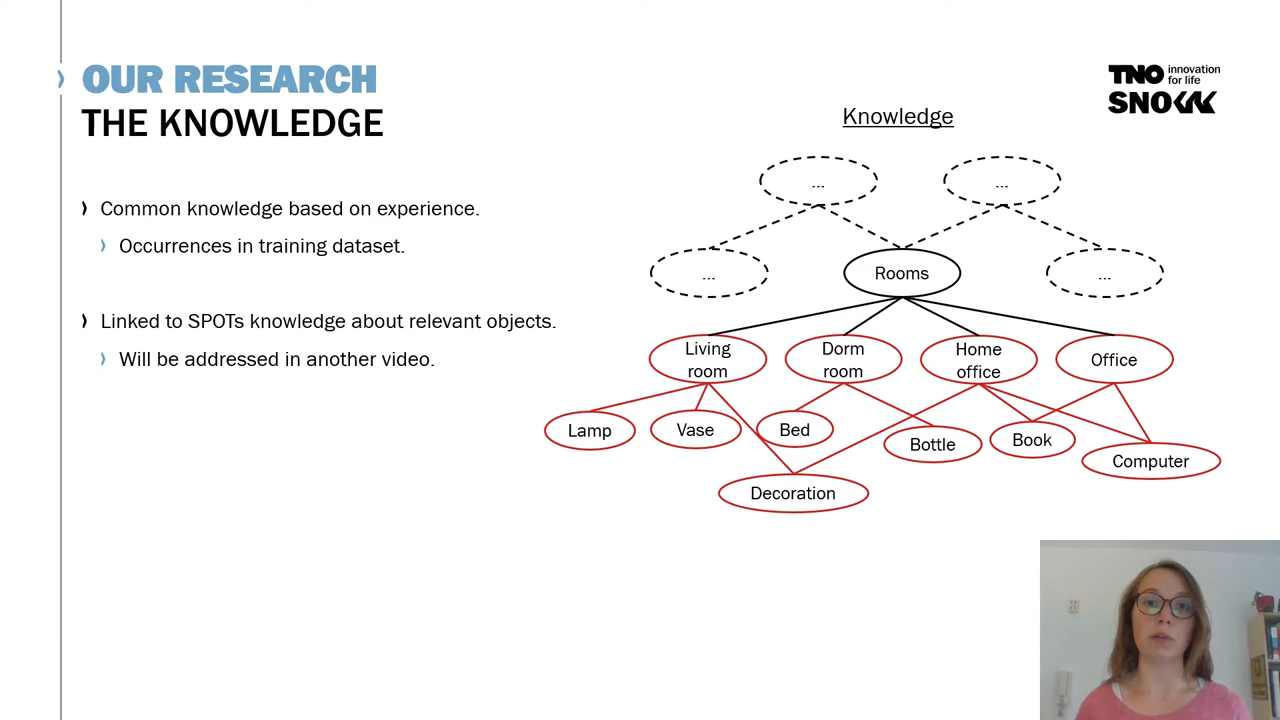 OUR RESEARCH
THE KNOWLEDGE
TNO innovation
for life
SNOW
Common knowledge based on experience.
Occurrences in training dataset.
Linked to SPOTs knowledge about relevant objects.
Will be addressed in another video.
Knowledge
...
...
...
Rooms
...
Living
room
Dorm
room
Home
office
Office
Lamp
Vase
Bed
Bottle
Book
Computer
Decoration